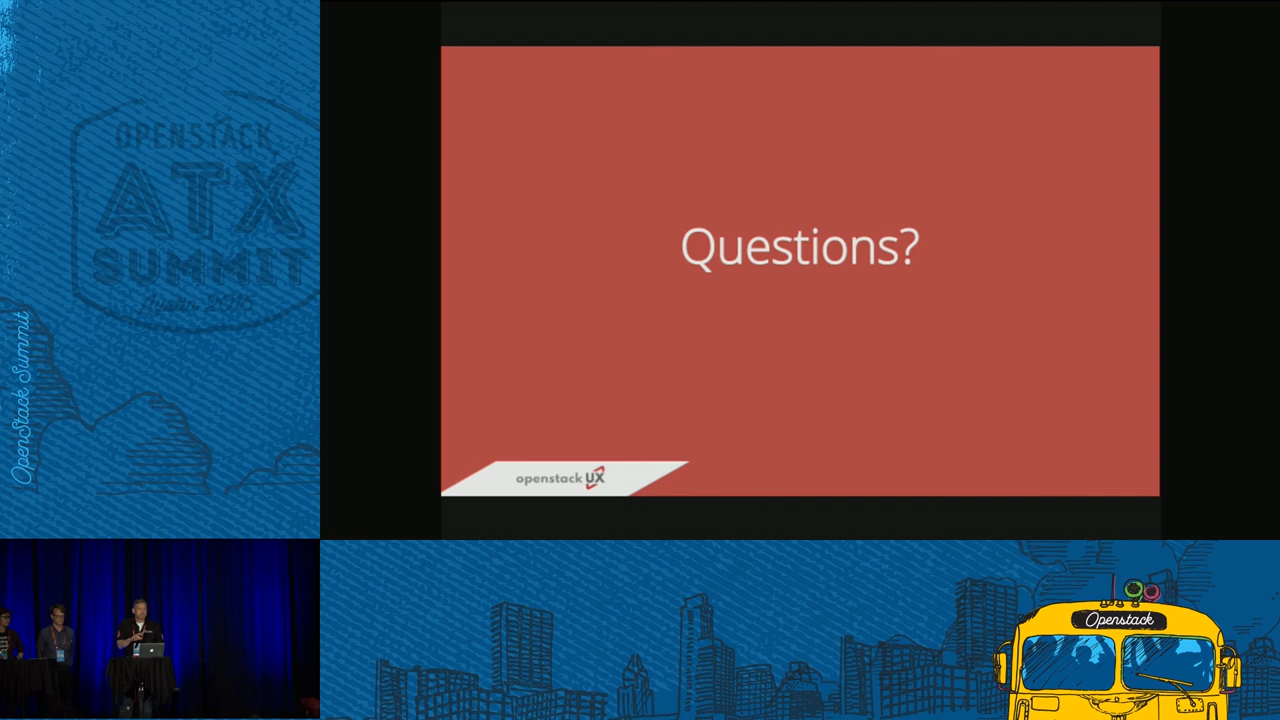 OPENSTACK
ATX
SUMMIT
Austin 2016
OpenStack Summit
Questions?
openstack UX
Openstack